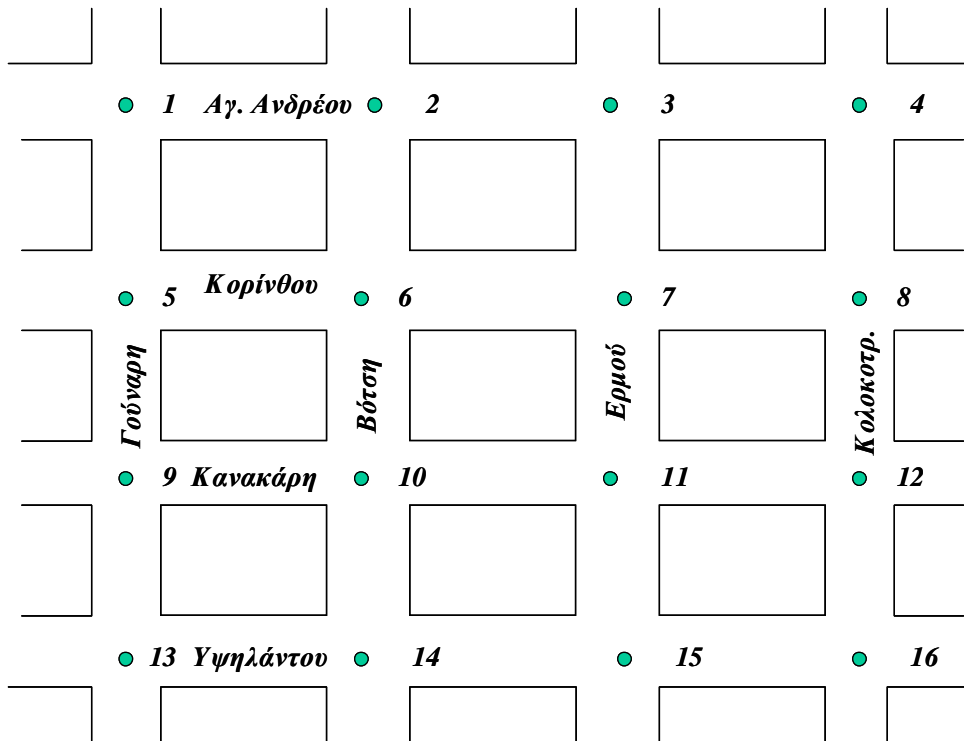 1 Αγ. Ανδρέου 2 3 4
5 Κορίνθου 6 7 8
Γούναρη
Βότση
Ερμού
Κολοκοτρ.
9 Κανακάρη 10 11 12
13 Υψηλάντου 14 15 16